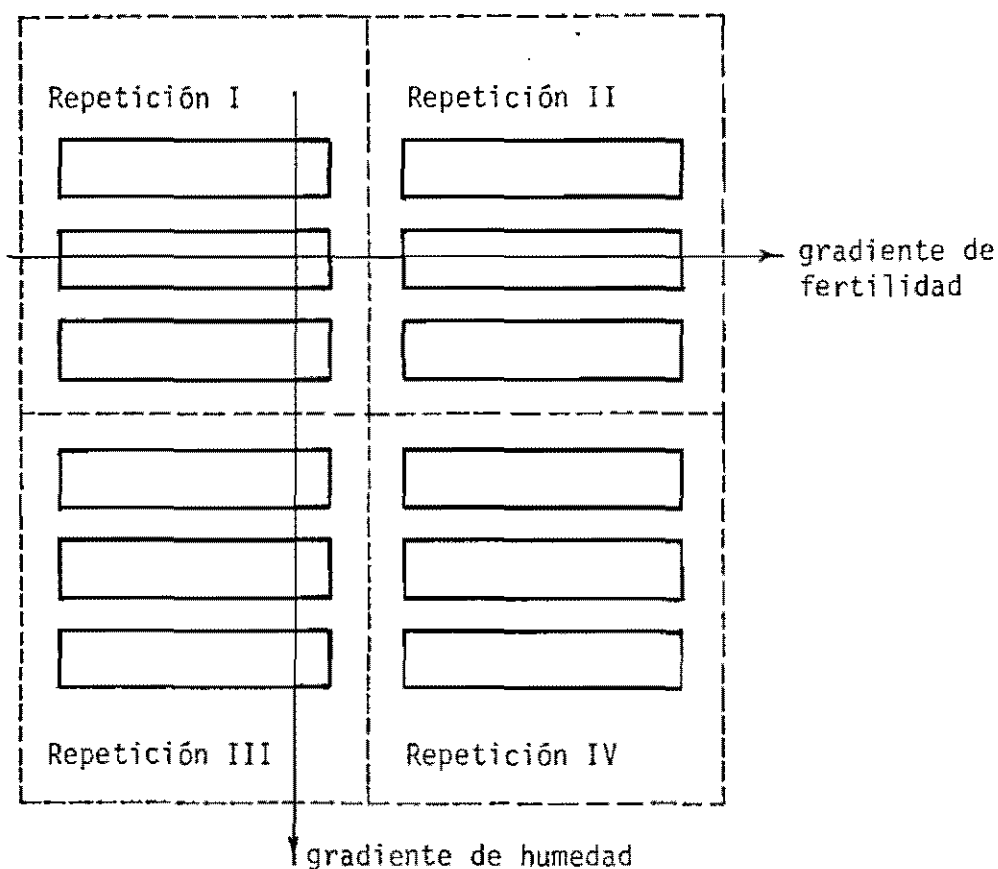 Repetición I
Repetición II
gradiente de
fertilidad
Repetición III
Repetición IV
gradiente de humedad